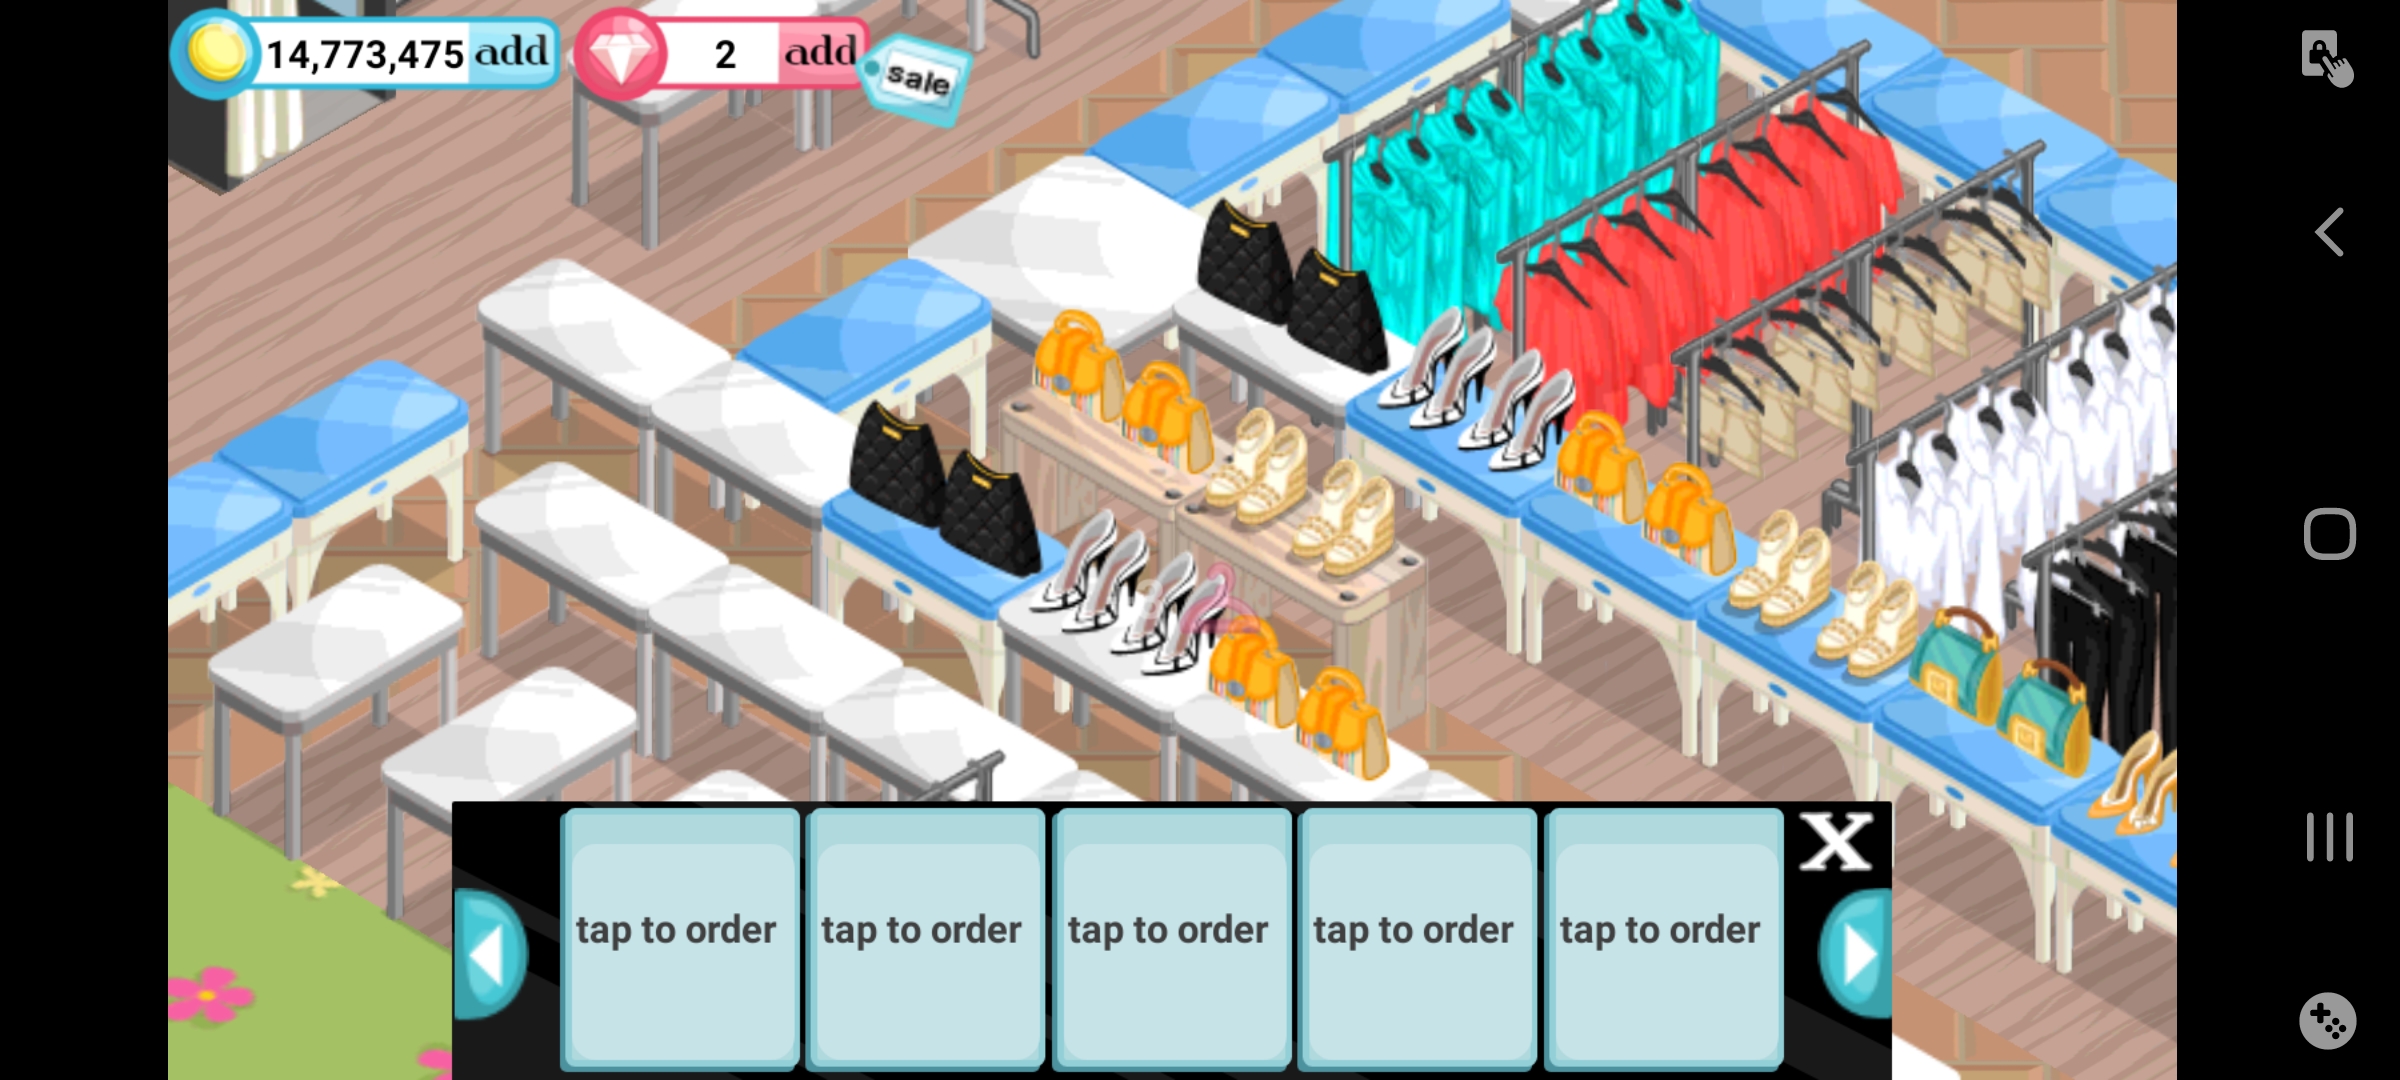 14,773,475 add
2 add
sale
tap to order
tap to order
tap to order
tap to order
tap to order
X